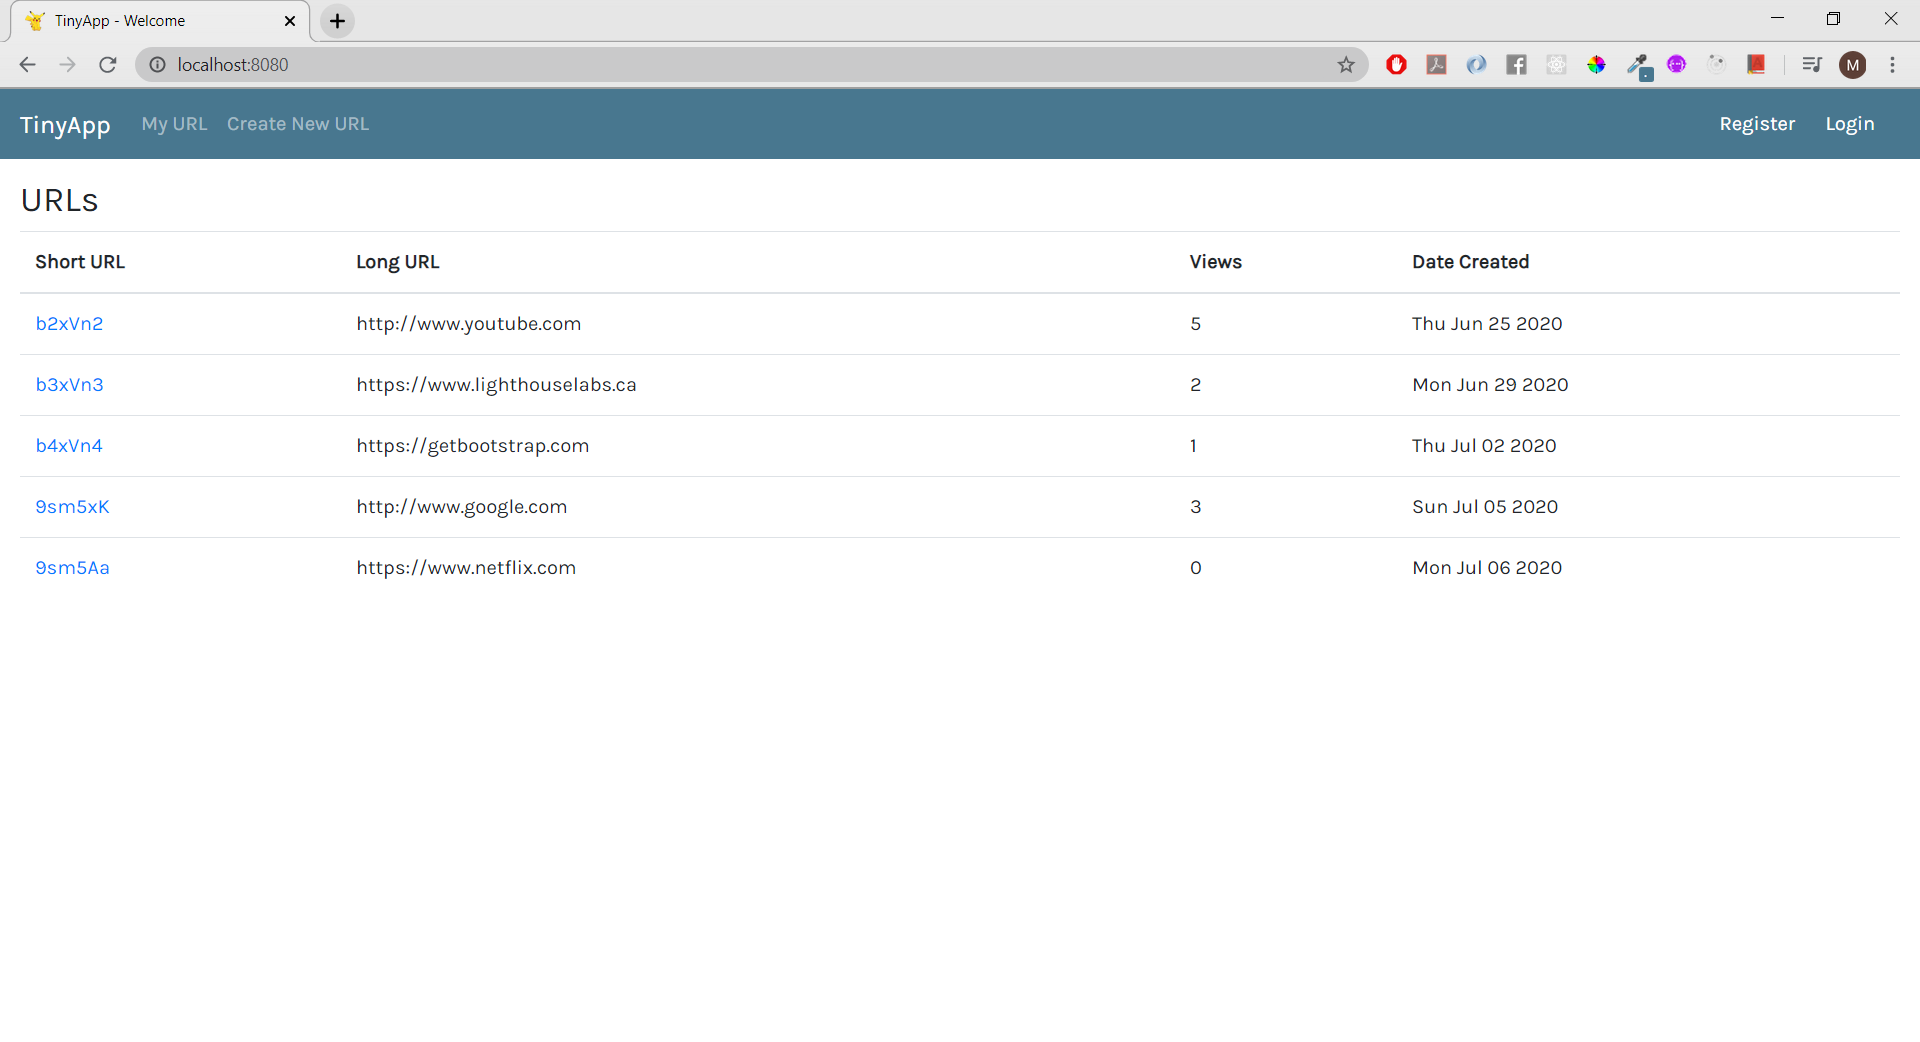 TinyApp - Welcome
localhost:8080
M
TinyApp My URL Create New URL Register Login
URLs
Short URL Long URL Views Date Created
b2xVn2 http://www.youtube.com 5 Thu Jun 25 2020
b3xVn3 https://www.lighthouselabs.ca 2 Mon Jun 29 2020
b4xVn4 https://getbootstrap.com 1 Thu Jul 02 2020
9sm5xK http://www.google.com 3 Sun Jul 05 2020
9sm5Aa https://www.netflix.com 0 Mon Jul 06 2020